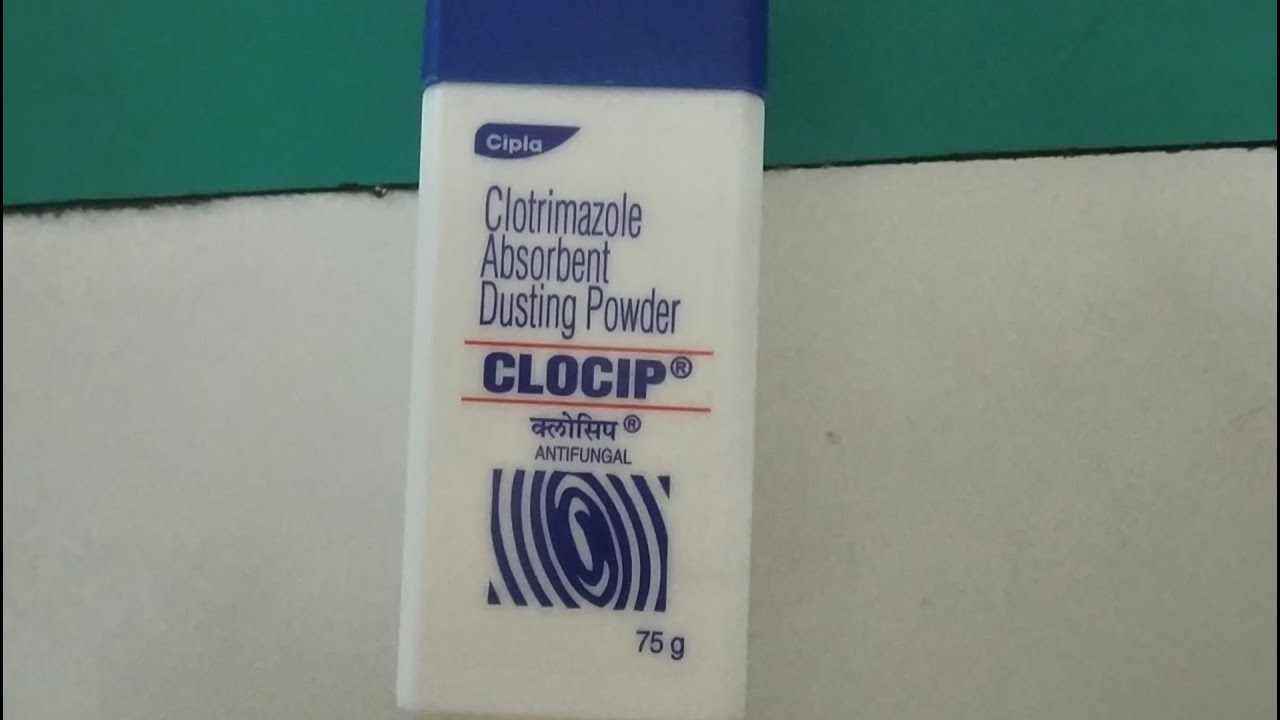 Cipla
Clotrimazole
Absorbent
Dusting Powder
CLOCIP®
क्लोसिप ®
ANTIFUNGAL
75 g